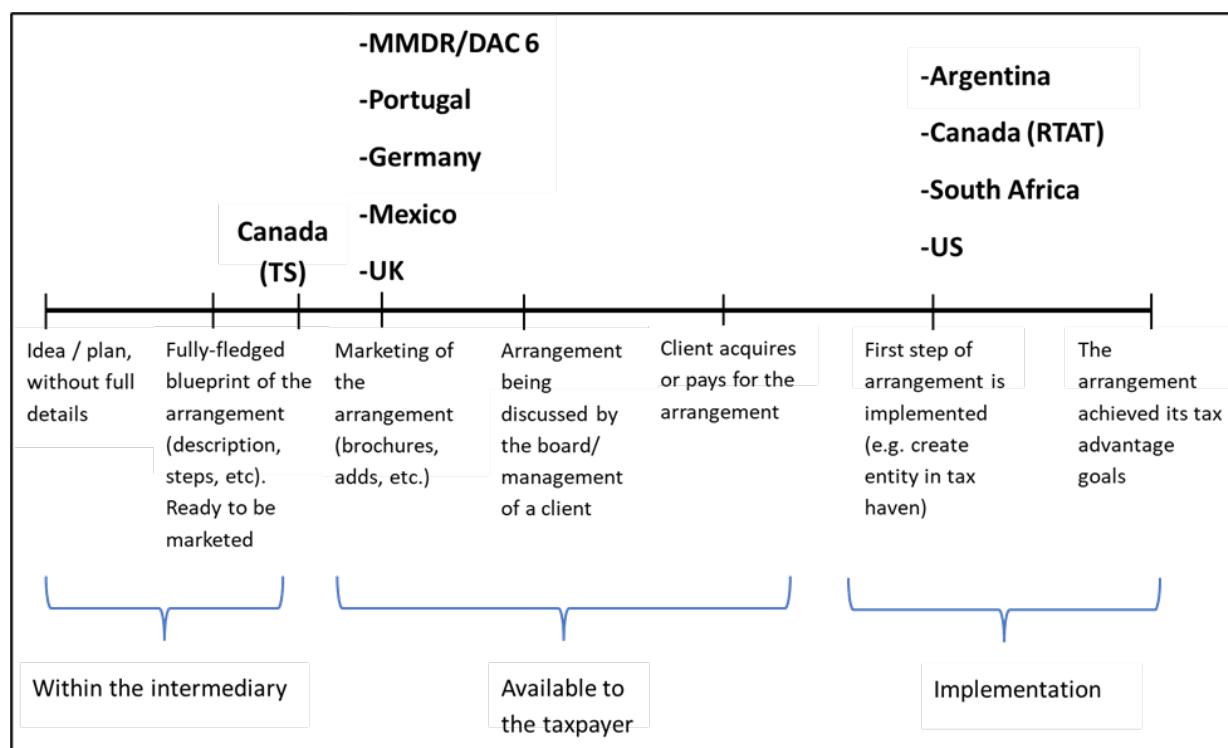 -MMDR/DAC 6
-Portugal
-Germany
-Mexico
-UK
Canada
(TS)
-Argentina
-Canada (RTAT)
-South Africa
-US
Idea / plan,
without full
details
Fully-fledged
blueprint of the
arrangement
(description,
steps, etc).
Ready to be
marketed
Marketing of
the
arrangement
(brochures,
adds, etc.)
Arrangement
being
discussed by
the board/
management
of a client
Client acquires
or pays for the
arrangement
First step of
arrangement is
implemented
(e.g. create
entity in tax
haven)
The
arrangement
achieved its tax
advantage
goals
Within the intermediary
Available to
the taxpayer
Implementation